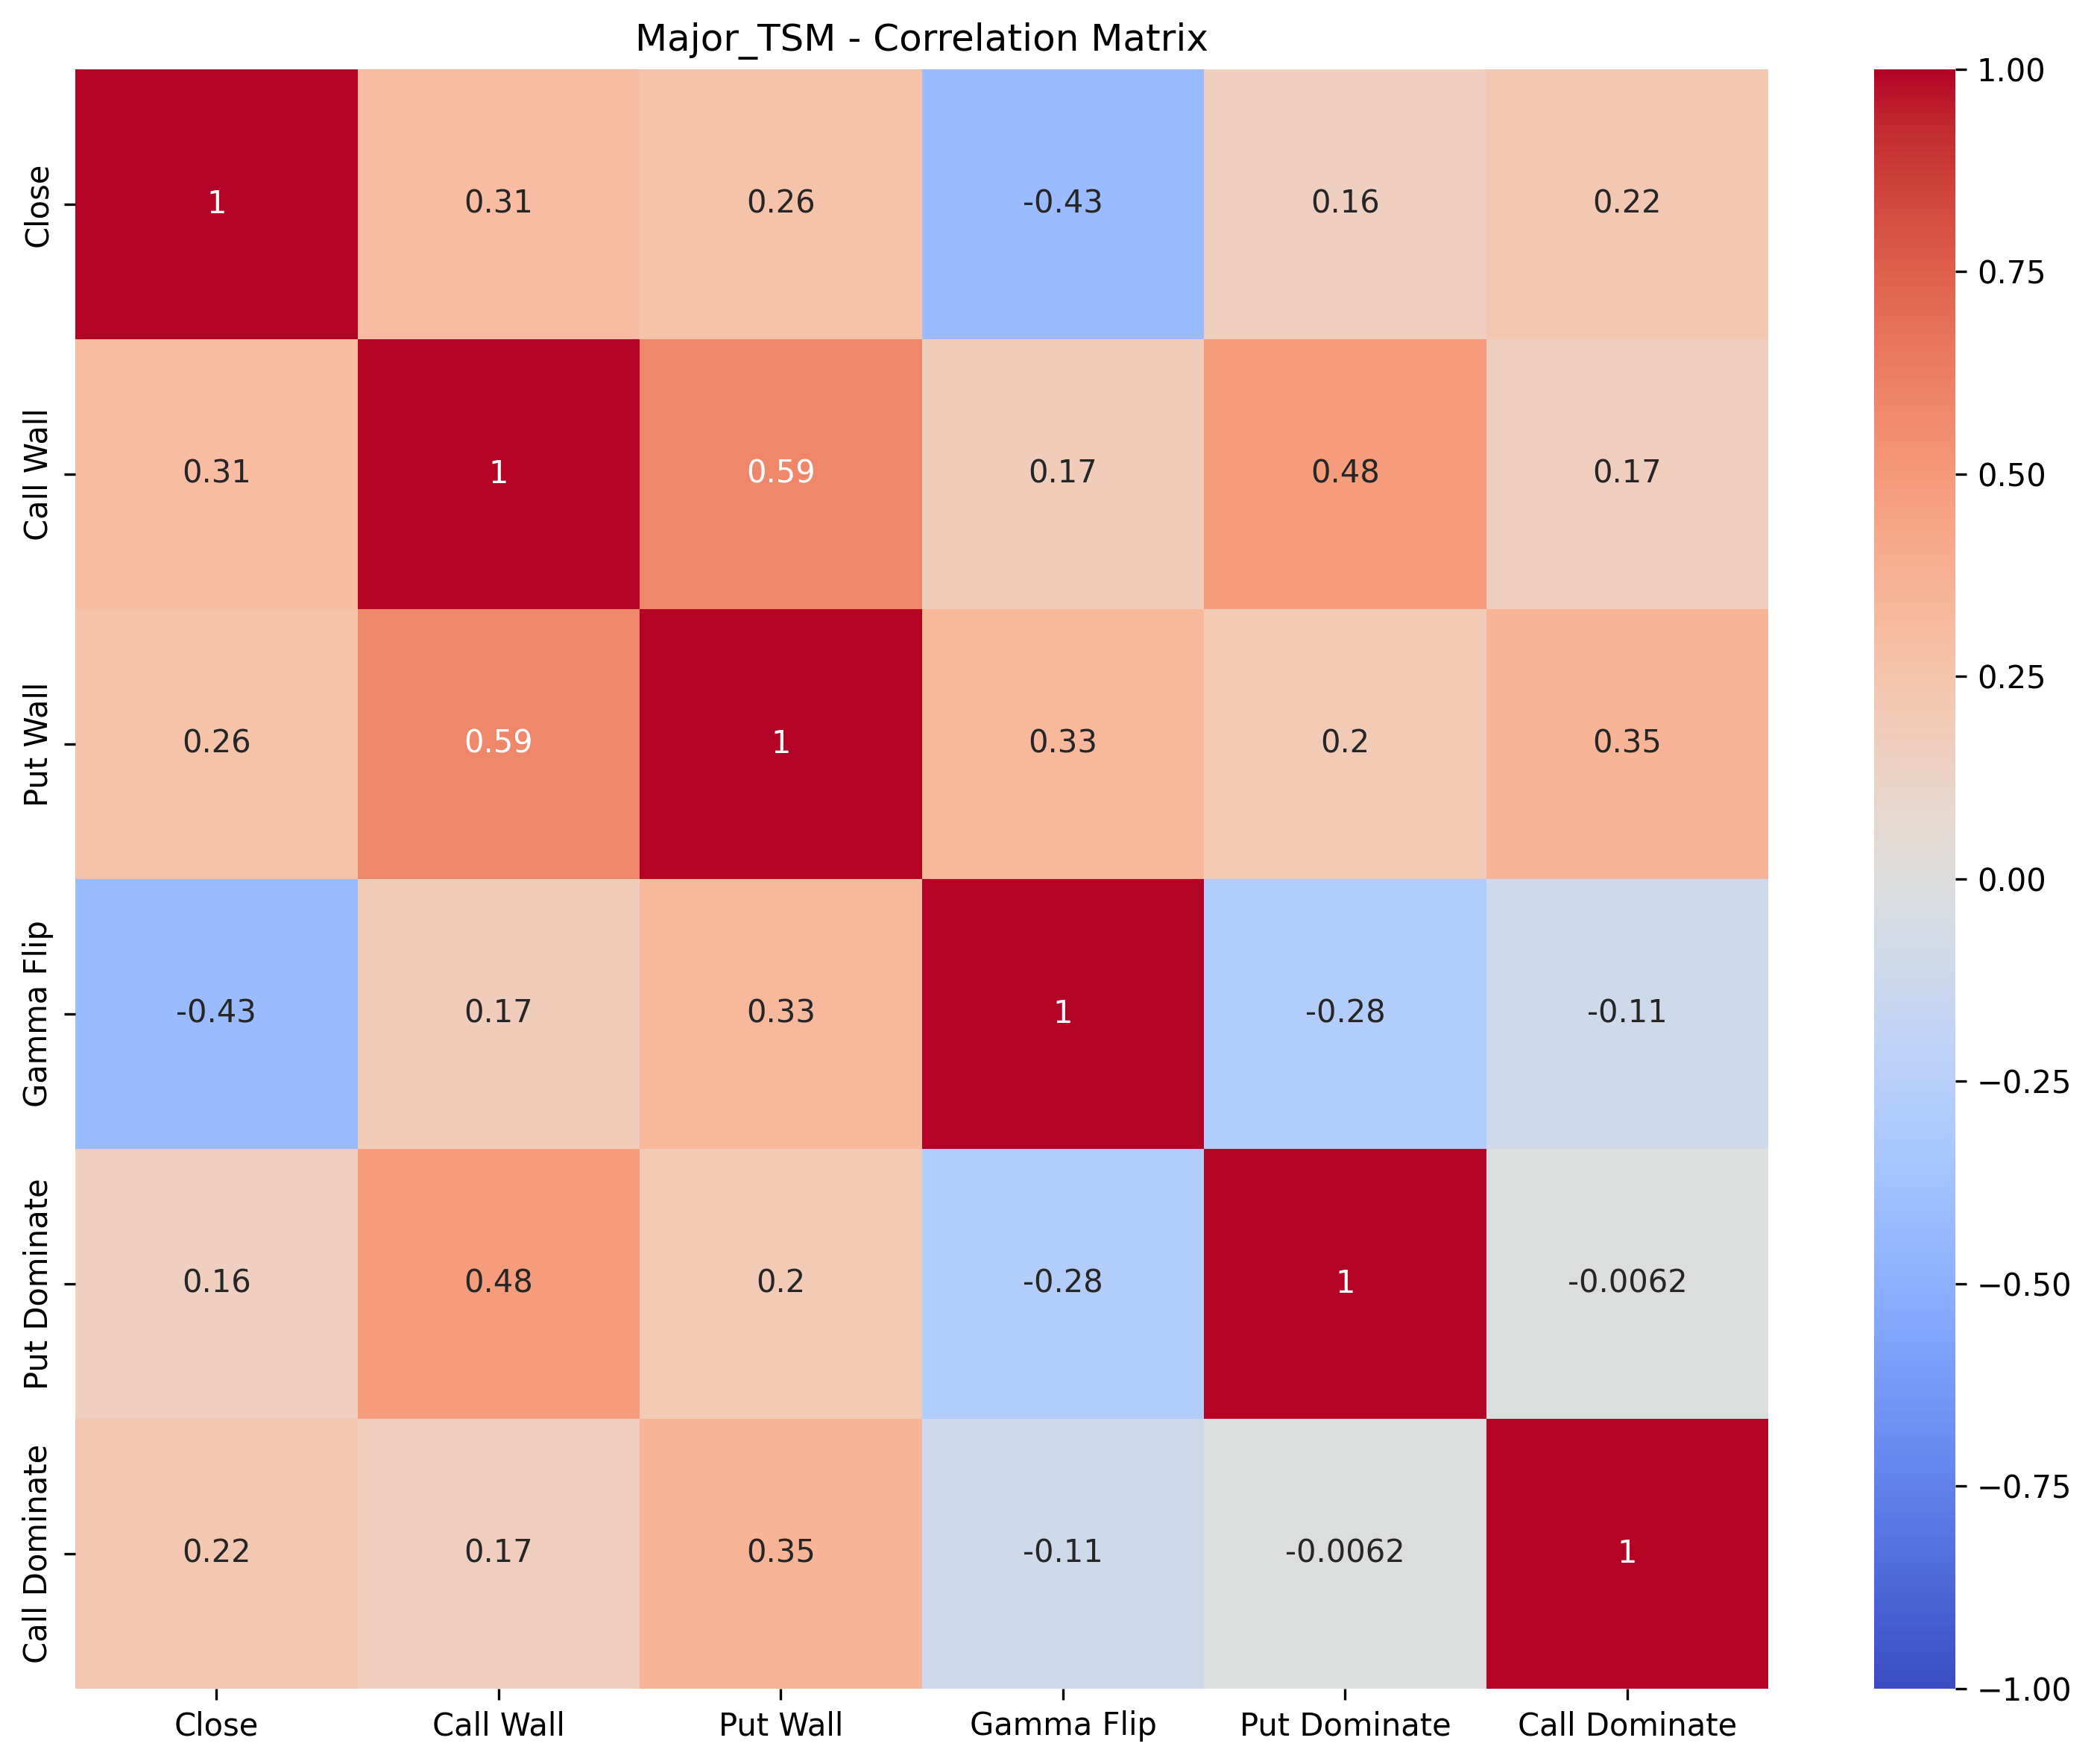 Major_TSM - Correlation Matrix
Close 1 0.31 0.26 -0.43 0.16 0.22
Call Wall 0.31 1 0.59 0.17 0.48 0.17
Put Wall 0.26 0.59 1 0.33 0.2 0.35
Gamma Flip -0.43 0.17 0.33 1 -0.28 -0.11
Put Dominate 0.16 0.48 0.2 -0.28 1 -0.0062
Call Dominate 0.22 0.17 0.35 -0.11 -0.0062 1
Close Call Wall Put Wall Gamma Flip Put Dominate Call Dominate
1.00
0.75
0.50
0.25
0.00
−0.25
−0.50
−0.75
−1.00